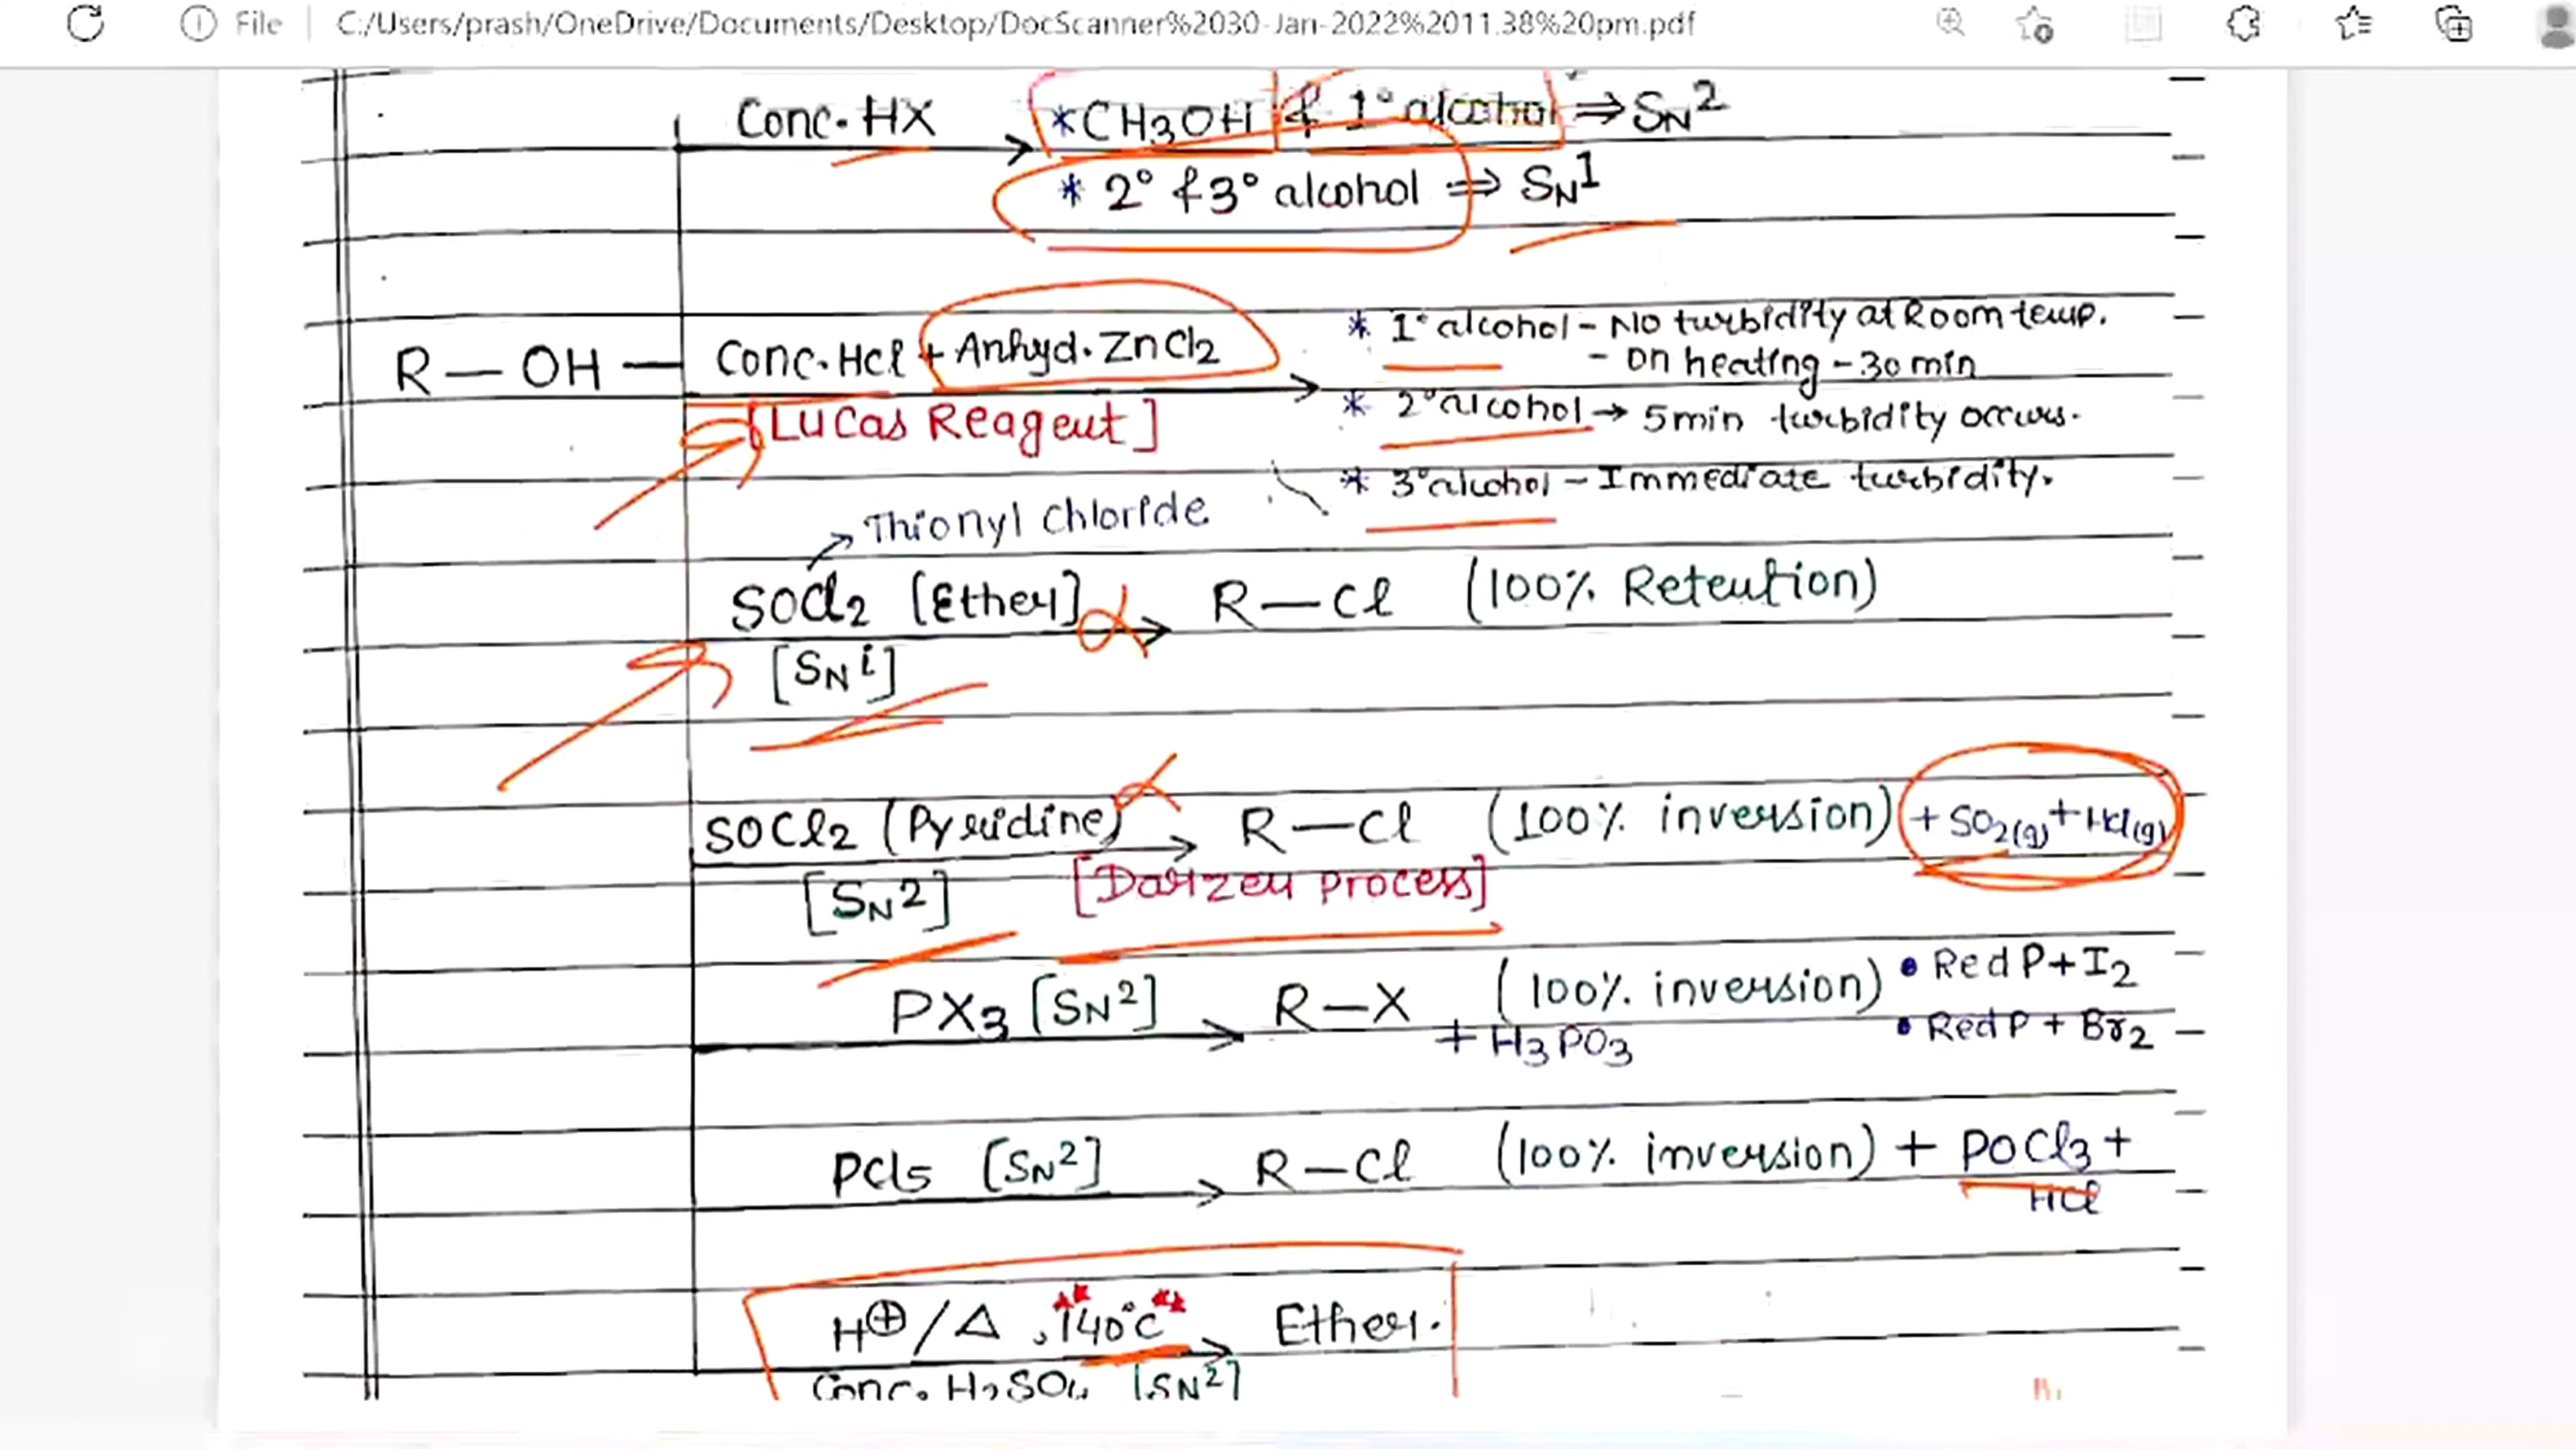 File | C:/Users/prash/OneDrive/Documents/Desktop/DocScanner%2030-Jan-2022%2011.38%20pm.pdf
Conc. HX → *CH3OH & 1° alcohol ⇒ SN2
* 2° & 3° alcohol ⇒ SN1
R — OH — Conc. HCl + Anhyd. ZnCl2 →
[Lucas Reagent]
* 1° alcohol - No turbidity at Room temp.
- on heating - 30 min
* 2° alcohol → 5min turbidity occurs.
* 3° alcohol - Immediate turbidity.
→ Thionyl Chloride
SOCl2 [Ether] → R—Cl (100% Retention)
[SNi]
SOCl2 (Pyridine) → R—Cl (100% inversion) + SO2(g) + HCl(g)
[SN2] [Darzen process]
PX3 [SN2] → R—X (100% inversion) • Red P + I2
+ H3PO3 • Red P + Br2
PCl5 [SN2] → R—Cl (100% inversion) + POCl3 +
HCl
H⊕/Δ, 140°C → Ether.
Conc. H2SO4 [SN2]